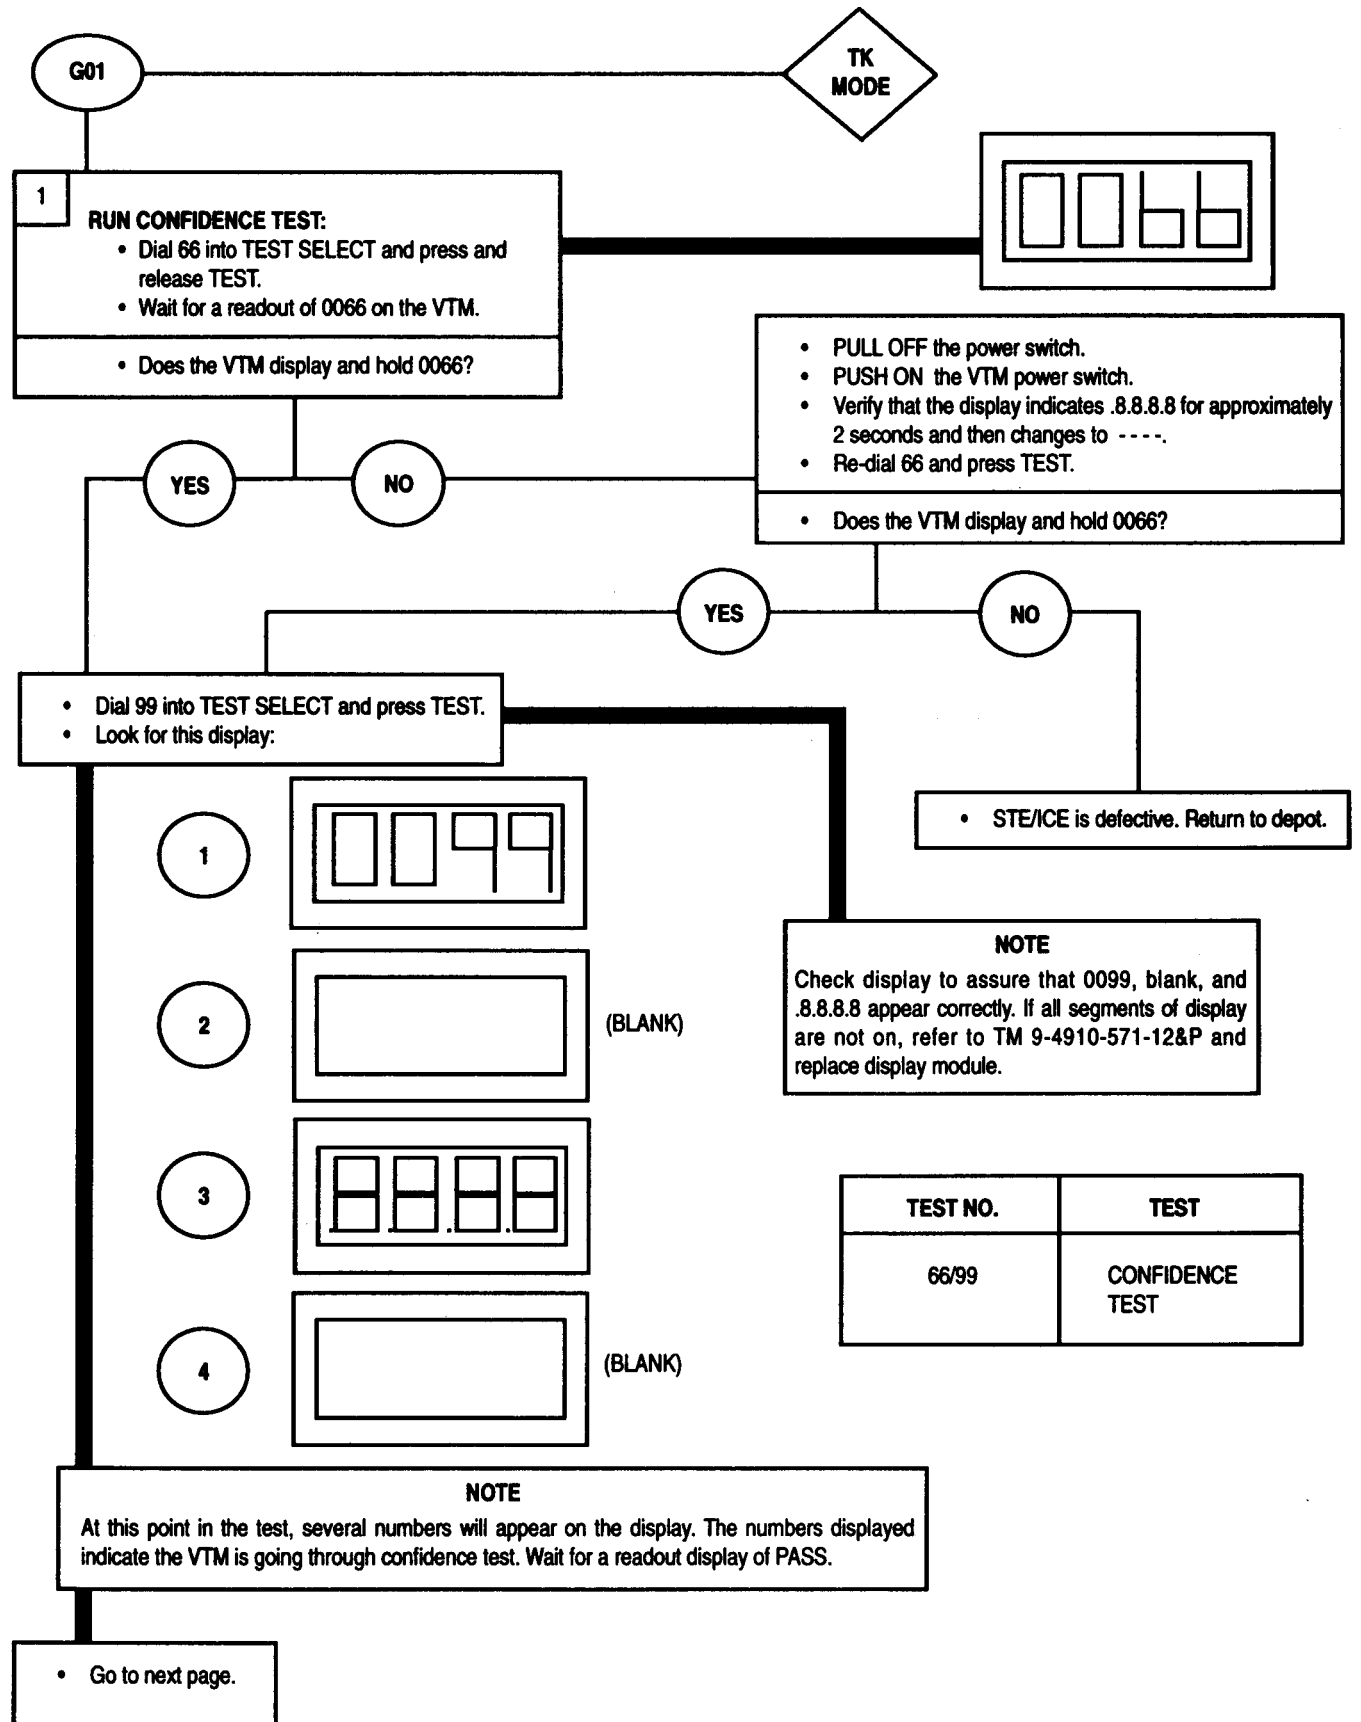 G01
TK
MODE
1
RUN CONFIDENCE TEST:
• Dial 66 into TEST SELECT and press and
release TEST.
• Wait for a readout of 0066 on the VTM.
• Does the VTM display and hold 0066?
0066
• PULL OFF the power switch.
• PUSH ON the VTM power switch.
• Verify that the display indicates .8.8.8.8 for approximately
2 seconds and then changes to ----.
• Re-dial 66 and press TEST.
• Does the VTM display and hold 0066?
YES
NO
YES
NO
• Dial 99 into TEST SELECT and press TEST.
• Look for this display:
• STE/ICE is defective. Return to depot.
1
0099
2
(BLANK)
3
.8.8.8.8
4
(BLANK)
NOTE
Check display to assure that 0099, blank, and
.8.8.8.8 appear correctly. If all segments of display
are not on, refer to TM 9-4910-571-12&P and
replace display module.
TEST NO. TEST
66/99 CONFIDENCE
TEST
NOTE
At this point in the test, several numbers will appear on the display. The numbers displayed
indicate the VTM is going through confidence test. Wait for a readout display of PASS.
• Go to next page.